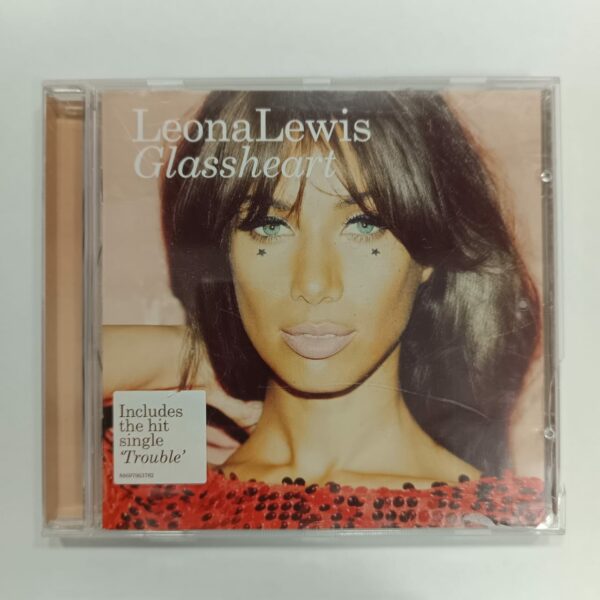 LeonaLewis
Glassheart
Includes
the hit
single
‘Trouble’